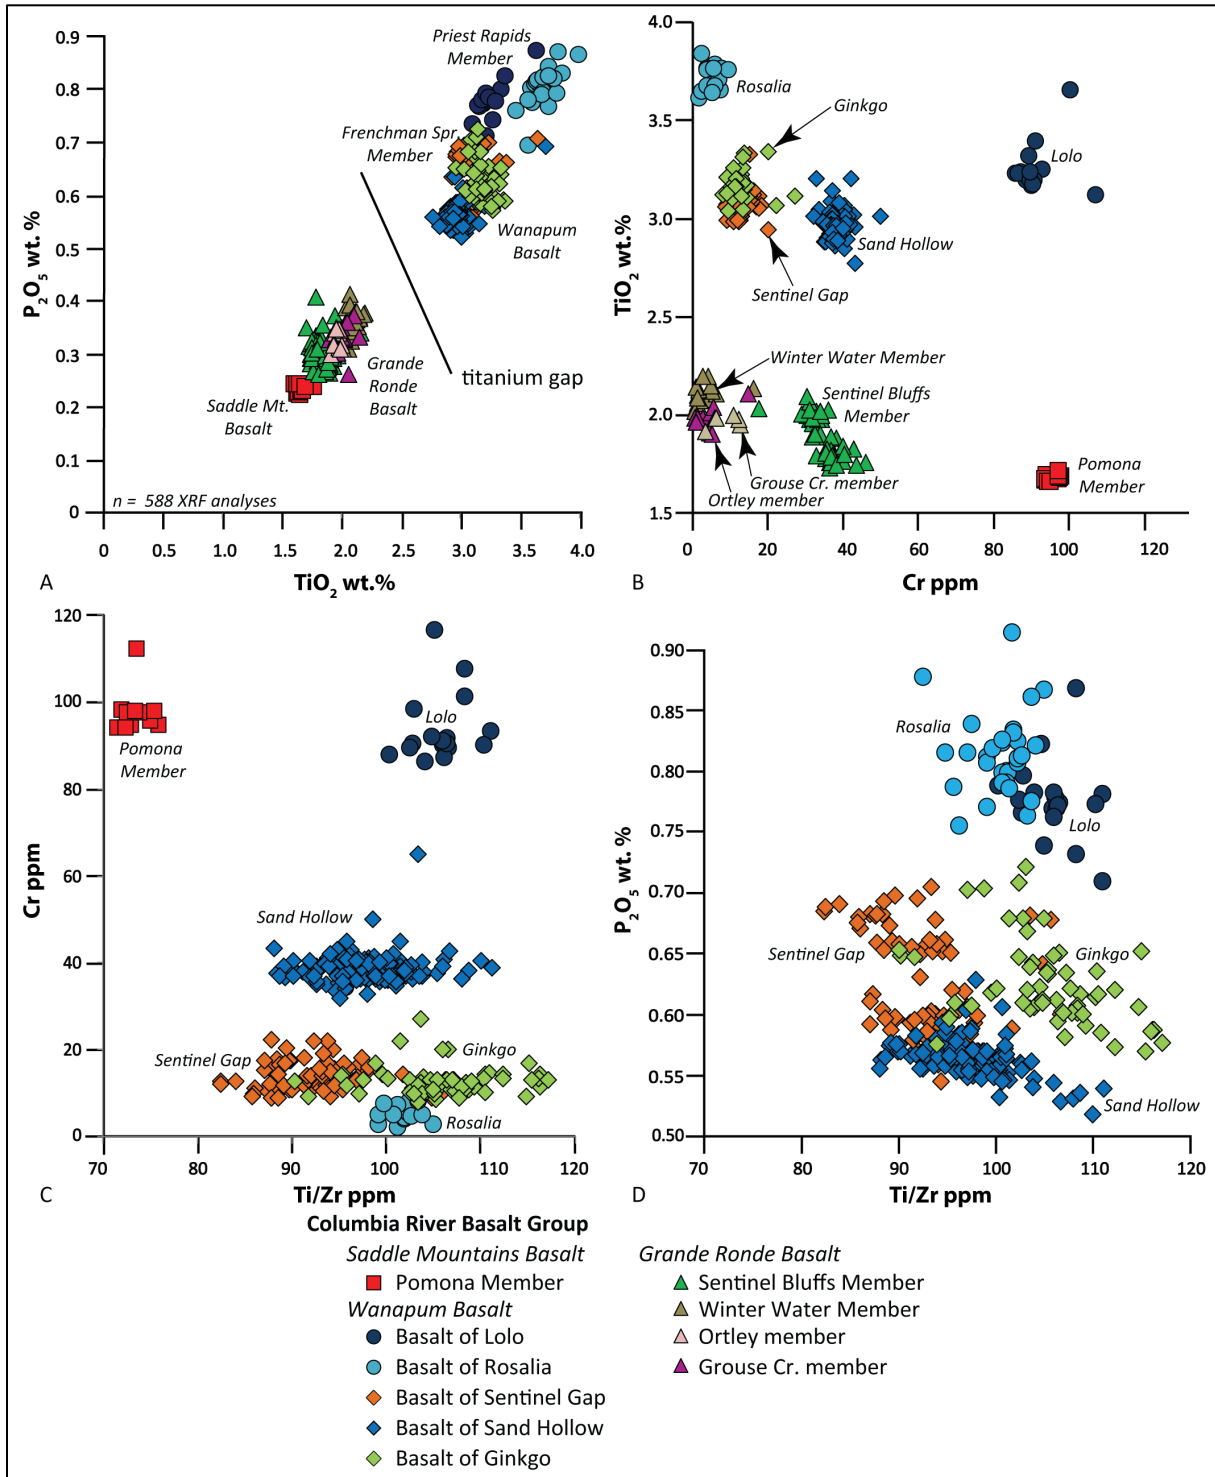 0.9
0.8
0.7
0.6
0.5
0.4
0.3
0.2
0.1
0
P2O5 wt. %
Priest Rapids
Member
Frenchman Spr.
Member
Wanapum
Basalt
Grande
Ronde
Basalt
titanium gap
Saddle Mt.
Basalt
n = 588 XRF analyses
0 0.5 1.0 1.5 2.0 2.5 3.0 3.5 4.0
A
TiO2 wt.%
4.0
3.5
3.0
2.5
2.0
1.5
TiO2 wt.%
Rosalia
Ginkgo
Lolo
Sand Hollow
Sentinel Gap
Winter Water Member
Sentinel Bluffs
Member
Grouse Cr. member
Ortley member
Pomona
Member
0 20 40 60 80 100 120
B
Cr ppm
120
100
80
60
40
20
0
Cr ppm
Pomona
Member
Lolo
Sand Hollow
Sentinel Gap
Ginkgo
Rosalia
70 80 90 100 110 120
C
Ti/Zr ppm
0.90
0.85
0.80
0.75
0.70
0.65
0.60
0.55
0.50
P2O5 wt. %
Rosalia
Lolo
Sentinel Gap
Ginkgo
Sand Hollow
70 80 90 100 110 120
D
Ti/Zr ppm
Columbia River Basalt Group
Saddle Mountains Basalt
Pomona Member
Wanapum Basalt
Basalt of Lolo
Basalt of Rosalia
Basalt of Sentinel Gap
Basalt of Sand Hollow
Basalt of Ginkgo
Grande Ronde Basalt
Sentinel Bluffs Member
Winter Water Member
Ortley member
Grouse Cr. member